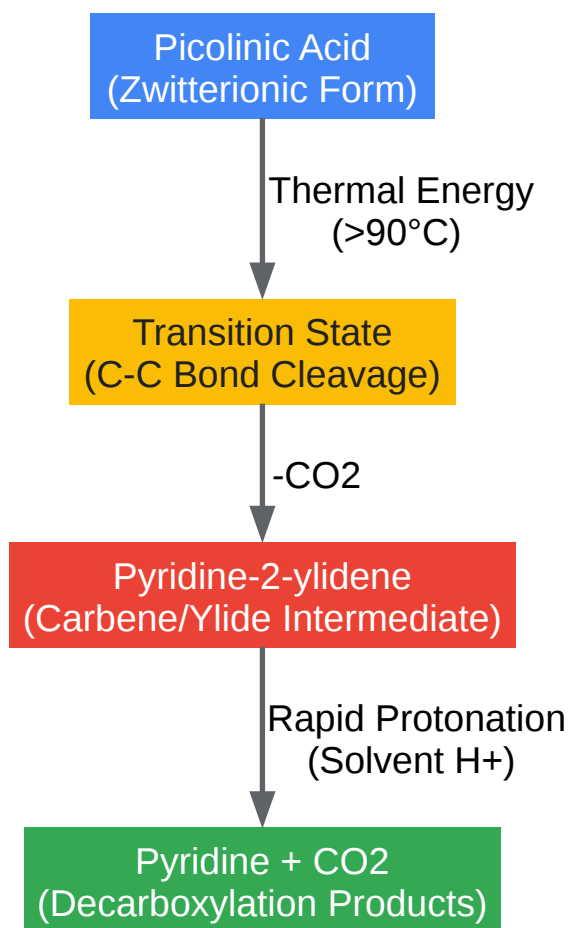 Picolinic Acid
(Zwitterionic Form)
Thermal Energy
(>90°C)
Transition State
(C-C Bond Cleavage)
-CO2
Pyridine-2-ylidene
(Carbene/Ylide Intermediate)
Rapid Protonation
(Solvent H+)
Pyridine + CO2
(Decarboxylation Products)